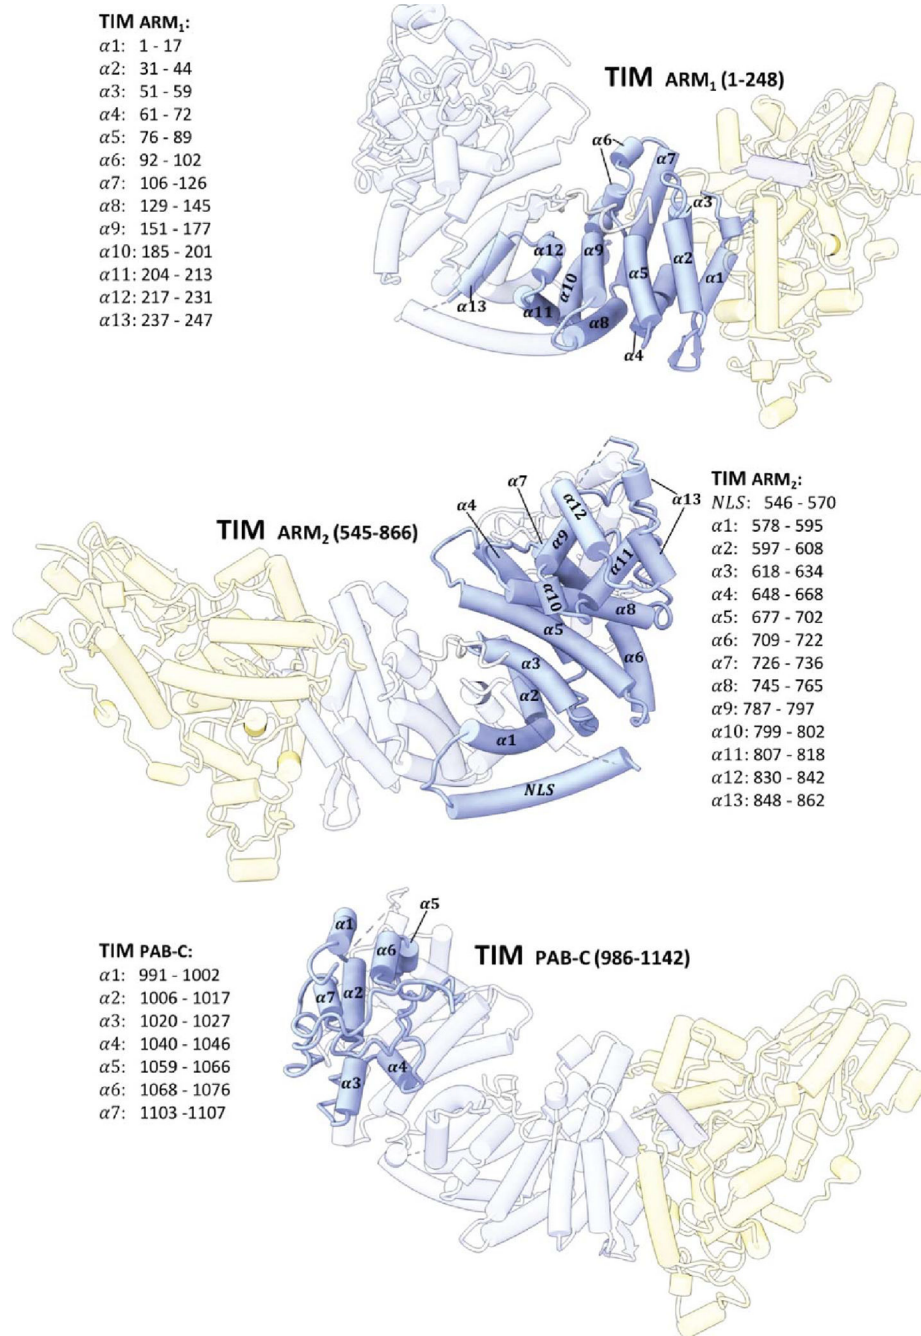 TIM ARM₁:
α1: 1 - 17
α2: 31 - 44
α3: 51 - 59
α4: 61 - 72
α5: 76 - 89
α6: 92 - 102
α7: 106 -126
α8: 129 - 145
α9: 151 - 177
α10: 185 - 201
α11: 204 - 213
α12: 217 - 231
α13: 237 - 247
TIM ARM₁ (1-248)
α6
α7
α3
α12
α9
α5
α2
α1
α10
α13
α11
α8
α4
TIM ARM₂ (545-866)
α7
α4
α12
α13
α9
α11
α10
α8
α5
α6
α3
α2
α1
NLS
TIM ARM₂:
NLS: 546 - 570
α1: 578 - 595
α2: 597 - 608
α3: 618 - 634
α4: 648 - 668
α5: 677 - 702
α6: 709 - 722
α7: 726 - 736
α8: 745 - 765
α9: 787 - 797
α10: 799 - 802
α11: 807 - 818
α12: 830 - 842
α13: 848 - 862
TIM PAB-C:
α1: 991 - 1002
α2: 1006 - 1017
α3: 1020 - 1027
α4: 1040 - 1046
α5: 1059 - 1066
α6: 1068 - 1076
α7: 1103 -1107
TIM PAB-C (986-1142)
α5
α1
α6
α7
α2
α3
α4